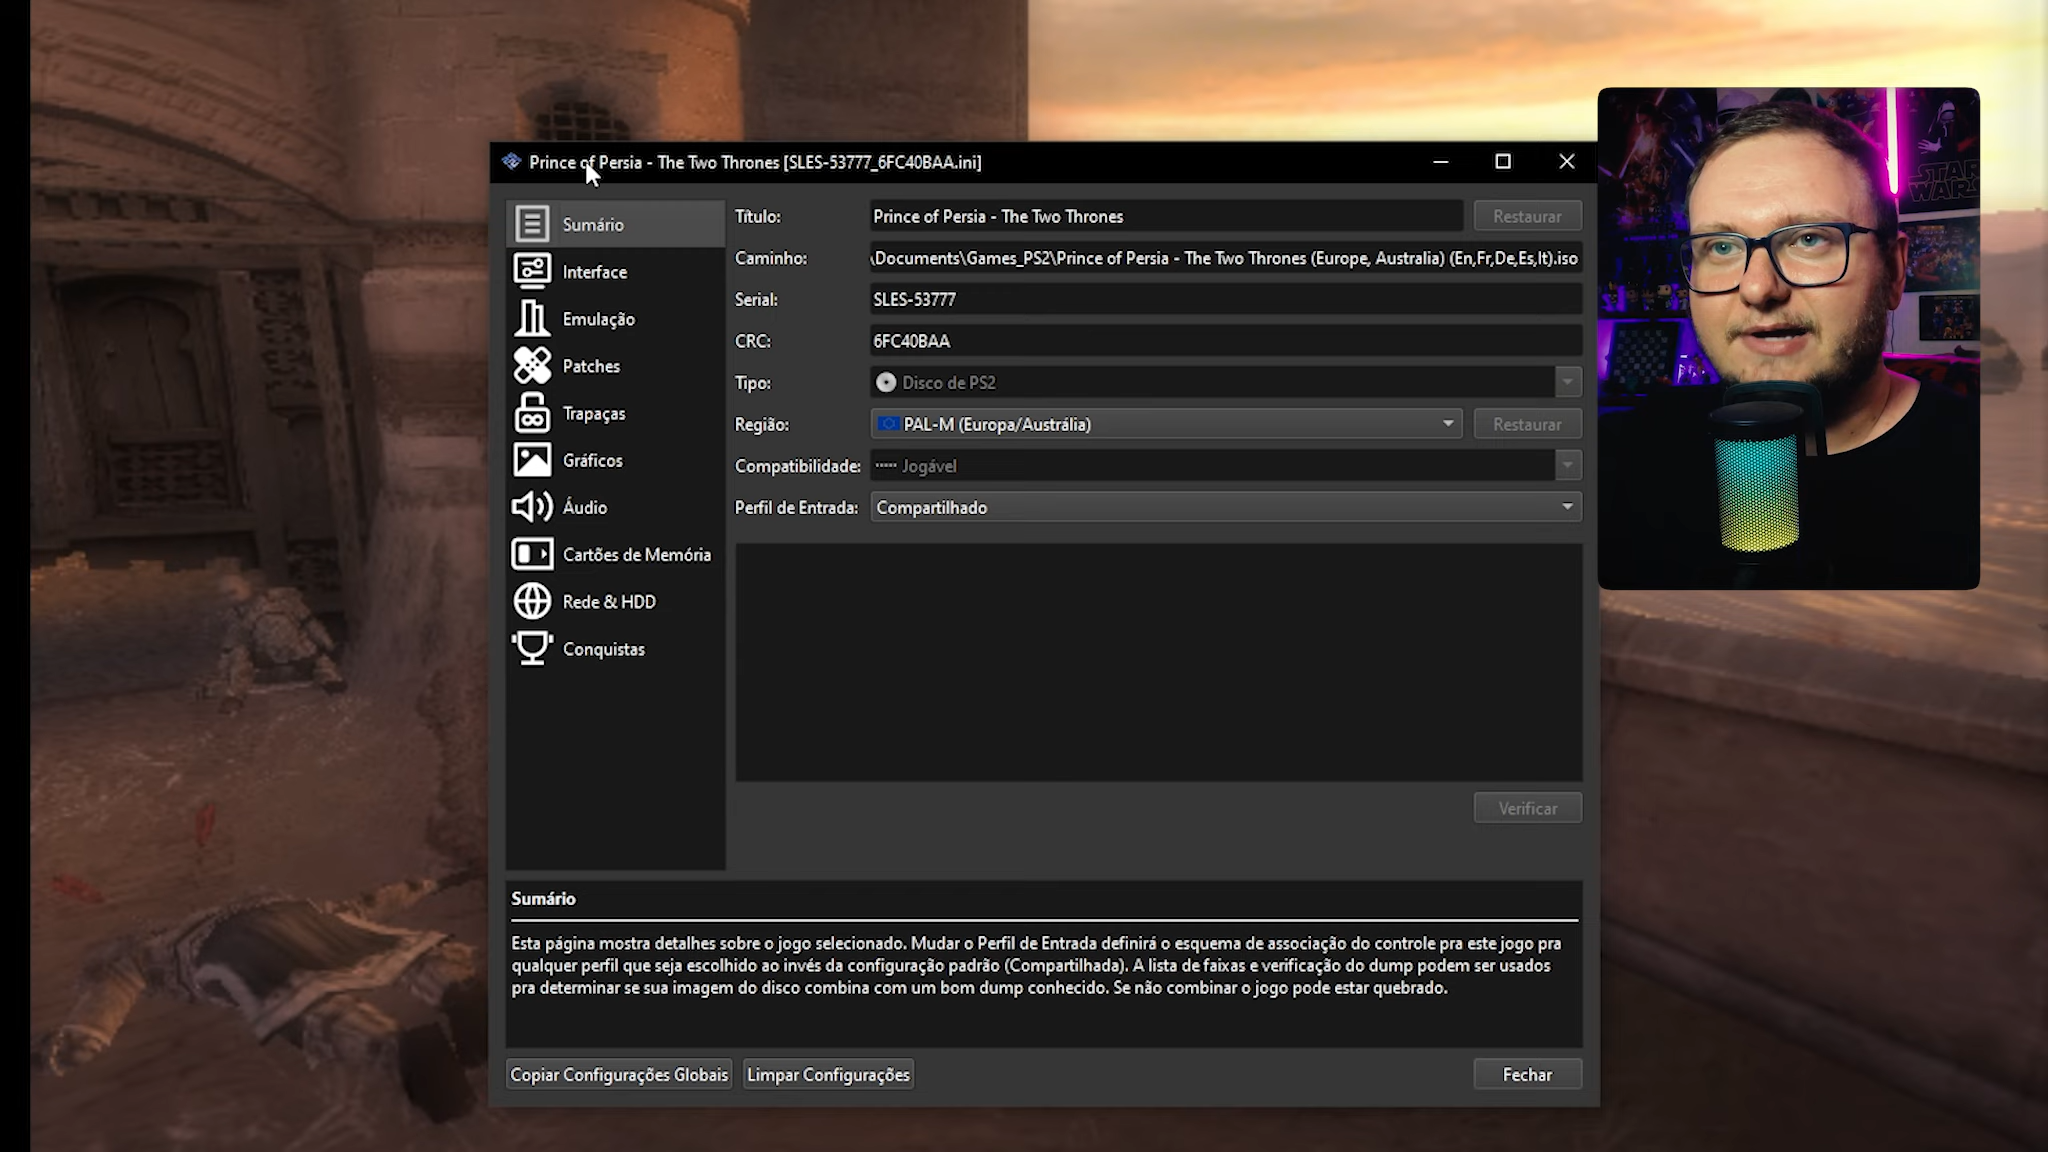 Prince of Persia - The Two Thrones [SLES-53777_6FC40BAA.ini]
Sumário
Interface
Emulação
Patches
Trapaças
Gráficos
Áudio
Cartões de Memória
Rede & HDD
Conquistas
Título: Prince of Persia - The Two Thrones Restaurar
Caminho: \Documents\Games_PS2\Prince of Persia - The Two Thrones (Europe, Australia) (En,Fr,De,Es,It).iso
Serial: SLES-53777
CRC: 6FC40BAA
Tipo: Disco de PS2
Região: PAL-M (Europa/Austrália) Restaurar
Compatibilidade: Jogável
Perfil de Entrada: Compartilhado
Verificar
Sumário
Esta página mostra detalhes sobre o jogo selecionado. Mudar o Perfil de Entrada definirá o esquema de associação do controle pra este jogo pra
qualquer perfil que seja escolhido ao invés da configuração padrão (Compartilhada). A lista de faixas e verificação do dump podem ser usados
pra determinar se sua imagem do disco combina com um bom dump conhecido. Se não combinar o jogo pode estar quebrado.
Copiar Configurações Globais Limpar Configurações Fechar
STAR
WARS